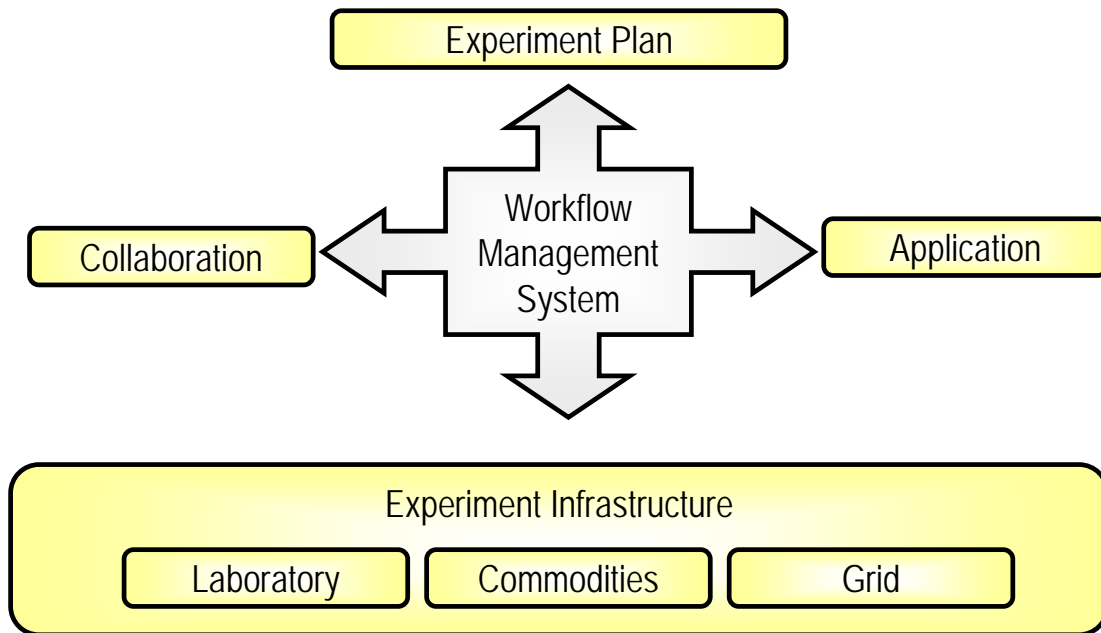 Experiment Plan
Workflow
Management
System
Collaboration
Application
Experiment Infrastructure
Laboratory
Commodities
Grid